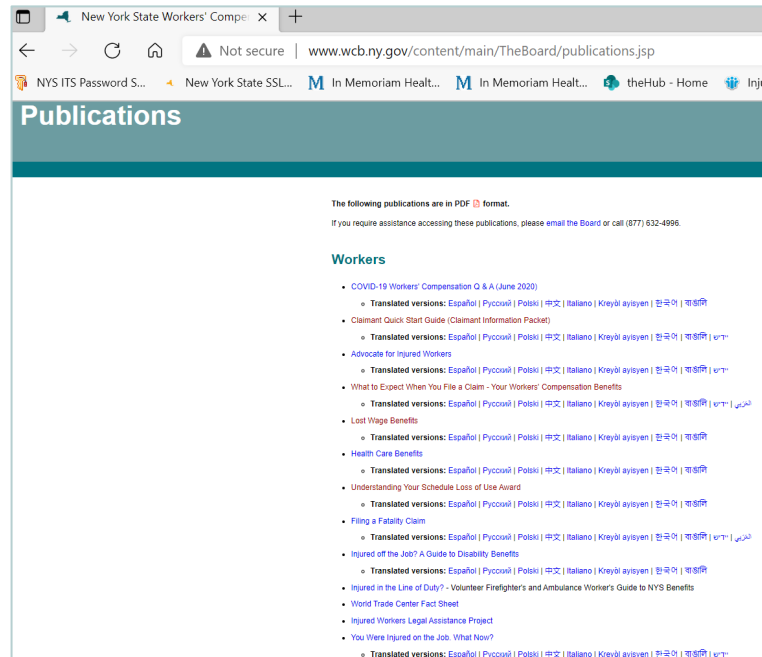 New York State Workers' Compe
Not secure | www.wcb.ny.gov/content/main/TheBoard/publications.jsp
NYS ITS Password S... New York State SSL... In Memoriam Healt... In Memoriam Healt... theHub - Home Inj
Publications
The following publications are in PDF format.
If you require assistance accessing these publications, please email the Board or call (877) 632-4996.
Workers
COVID-19 Workers' Compensation Q & A (June 2020)
Translated versions: Español | Русский | Polski | 中文 | Italiano | Kreyòl ayisyen | 한국어 | বাঙালি
Claimant Quick Start Guide (Claimant Information Packet)
Translated versions: Español | Русский | Polski | 中文 | Italiano | Kreyòl ayisyen | 한국어 | বাঙালি | יידיש
Advocate for Injured Workers
Translated versions: Español | Русский | Polski | 中文 | Italiano | Kreyòl ayisyen | 한국어 | বাঙালি | יידיש
What to Expect When You File a Claim - Your Workers' Compensation Benefits
Translated versions: Español | Русский | Polski | 中文 | Italiano | Kreyòl ayisyen | 한국어 | বাঙালি | יידיש |
Lost Wage Benefits
Translated versions: Español | Русский | Polski | 中文 | Italiano | Kreyòl ayisyen | 한국어 | বাঙালি
Health Care Benefits
Translated versions: Español | Русский | Polski | 中文 | Italiano | Kreyòl ayisyen | 한국어 | বাঙালি
Understanding Your Schedule Loss of Use Award
Translated versions: Español | Русский | Polski | 中文 | Italiano | Kreyòl ayisyen | 한국어 | বাঙালি
Filing a Fatality Claim
Translated versions: Español | Русский | Polski | 中文 | Italiano | Kreyòl ayisyen | 한국어 | বাঙালি | יידיש |
Injured off the Job? A Guide to Disability Benefits
Translated versions: Español | Русский | Polski | 中文 | Italiano | Kreyòl ayisyen | 한국어 | বাঙালি
Injured in the Line of Duty? - Volunteer Firefighter's and Ambulance Worker's Guide to NYS Benefits
World Trade Center Fact Sheet
Injured Workers Legal Assistance Project
You Were Injured on the Job. What Now?
Translated versions: Español | Русский | Polski | 中文 | Italiano | Kreyòl ayisyen | 한국어 | বাঙালি | יידיש